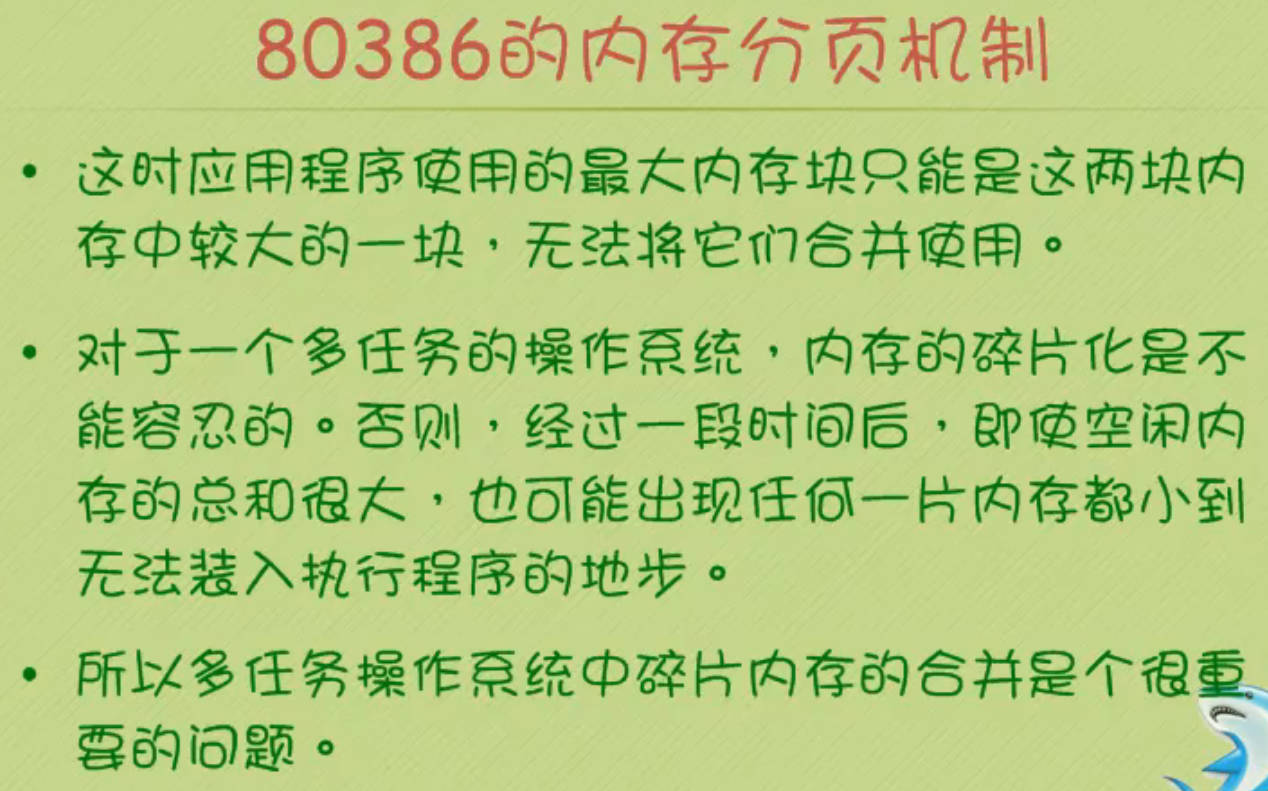 80386的内存分页机制
• 这时应用程序使用的最大内存块只能是这两块内
存中较大的一块，无法将它们合并使用。
• 对于一个多任务的操作系统，内存的碎片化是不
能容忍的。否则，经过一段时间后，即使空闲内
存的总和很大，也可能出现任何一片内存都小到
无法装入执行程序的地步。
• 所以多任务操作系统中碎片内存的合并是个很重
要的问题。